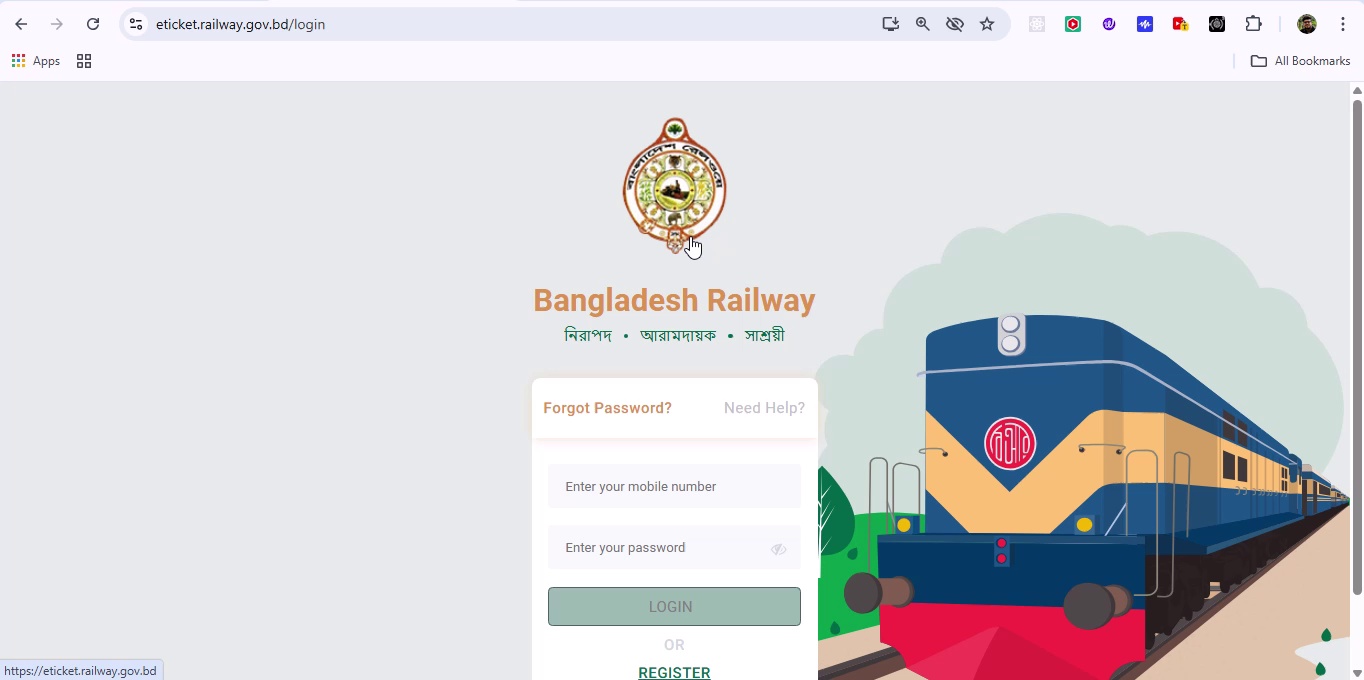 eticket.railway.gov.bd/login
Apps
All Bookmarks
বাংলাদেশ রেলওয়ে
Bangladesh Railway
নিরাপদ • আরামদায়ক • সাশ্রয়ী
Forgot Password? Need Help?
Enter your mobile number
Enter your password
LOGIN
OR
REGISTER
https://eticket.railway.gov.bd